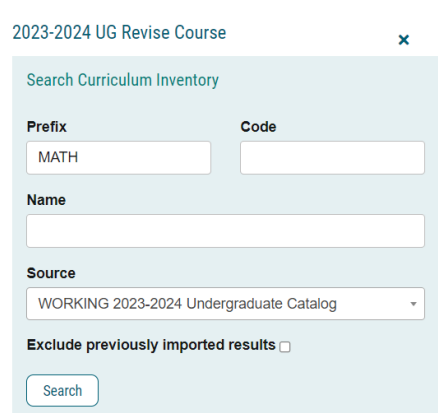 2023-2024 UG Revise Course
Search Curriculum Inventory
Prefix Code
MATH
Name
Source
WORKING 2023-2024 Undergraduate Catalog
Exclude previously imported results
Search